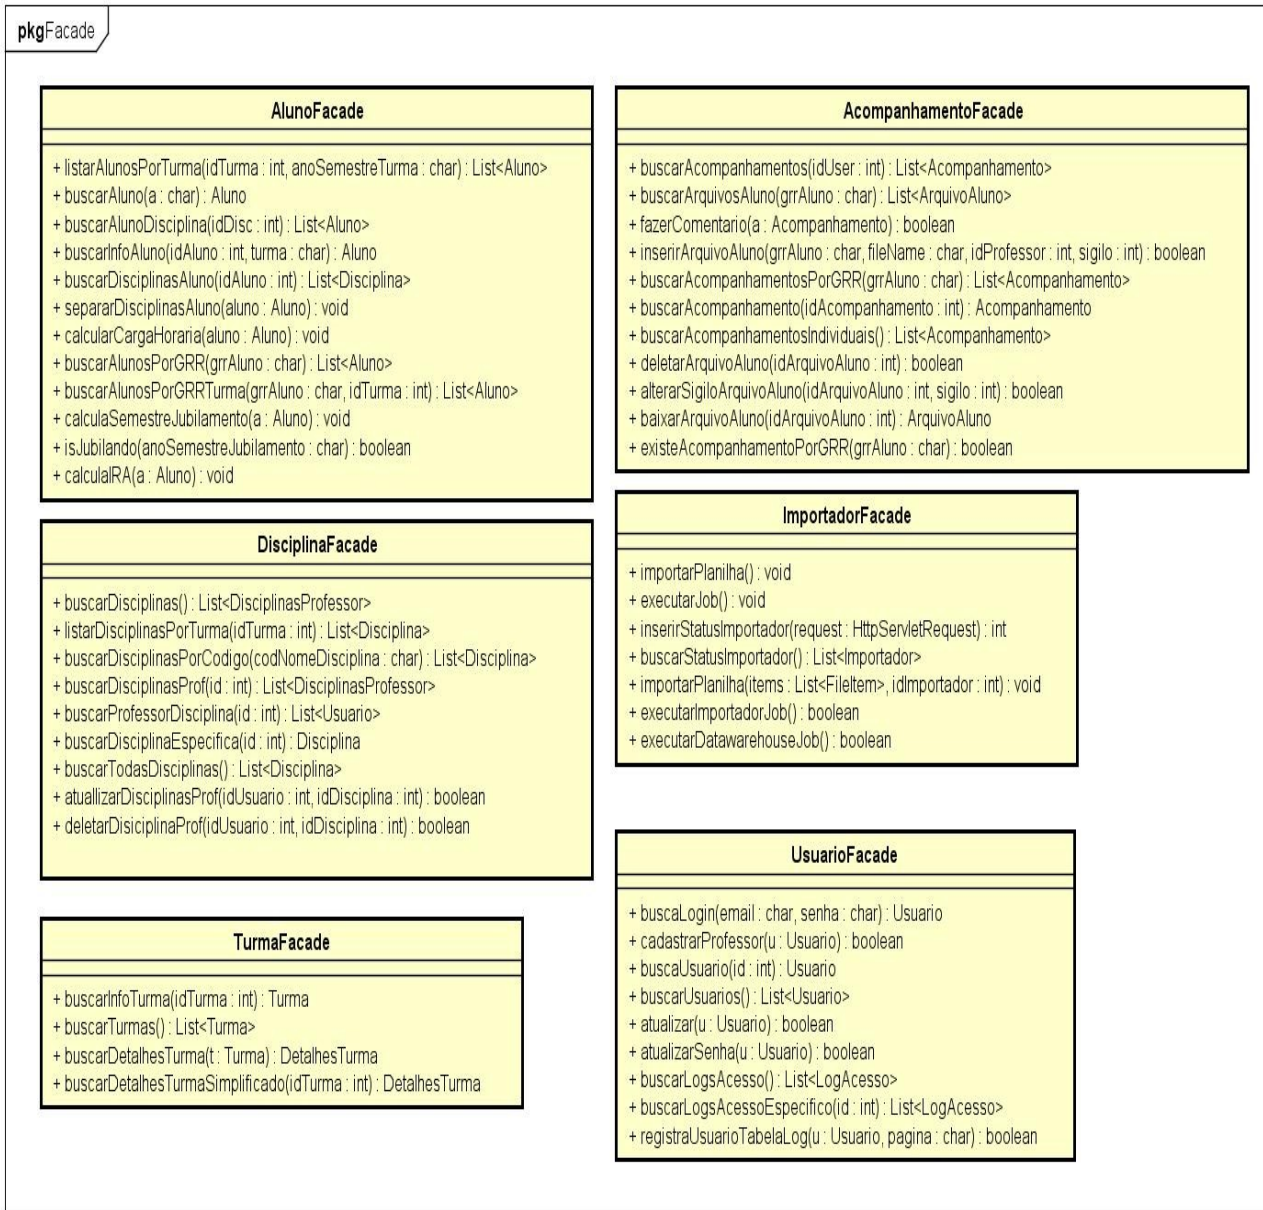 pkgFacade
AlunoFacade
+ listarAlunosPorTurma(idTurma : int, anoSemestreTurma : char) : List<Aluno>
+ buscarAluno(a : char) : Aluno
+ buscarAlunoDisciplina(idDisc : int) : List<Aluno>
+ buscarInfoAluno(idAluno : int, turma : char) : Aluno
+ buscarDisciplinasAluno(idAluno : int) : List<Disciplina>
+ separarDisciplinasAluno(aluno : Aluno) : void
+ calcularCargaHoraria(aluno : Aluno) : void
+ buscarAlunosPorGRR(grrAluno : char) : List<Aluno>
+ buscarAlunosPorGRRTurma(grrAluno : char, idTurma : int) : List<Aluno>
+ calculaSemestreJubilamento(a : Aluno) : void
+ isJubilando(anoSemestreJubilamento : char) : boolean
+ calculaIRA(a : Aluno) : void
AcompanhamentoFacade
+ buscarAcompanhamentos(idUser : int) : List<Acompanhamento>
+ buscarArquivosAluno(grrAluno : char) : List<ArquivoAluno>
+ fazerComentario(a : Acompanhamento) : boolean
+ inserirArquivoAluno(grrAluno : char, fileName : char, idProfessor : int, sigilo : int) : boolean
+ buscarAcompanhamentosPorGRR(grrAluno : char) : List<Acompanhamento>
+ buscarAcompanhamento(idAcompanhamento : int) : Acompanhamento
+ buscarAcompanhamentosIndividuais() : List<Acompanhamento>
+ deletarArquivoAluno(idArquivoAluno : int) : boolean
+ alterarSigiloArquivoAluno(idArquivoAluno : int, sigilo : int) : boolean
+ baixarArquivoAluno(idArquivoAluno : int) : ArquivoAluno
+ existeAcompanhamentoPorGRR(grrAluno : char) : boolean
DisciplinaFacade
+ buscarDisciplinas() : List<DisciplinasProfessor>
+ listarDisciplinasPorTurma(idTurma : int) : List<Disciplina>
+ buscarDisciplinasPorCodigo(codNomeDisciplina : char) : List<Disciplina>
+ buscarDisciplinasProf(id : int) : List<DisciplinasProfessor>
+ buscarProfessorDisciplina(id : int) : List<Usuario>
+ buscarDisciplinaEspecifica(id : int) : Disciplina
+ buscarTodasDisciplinas() : List<Disciplina>
+ atuallizarDisciplinasProf(idUsuario : int, idDisciplina : int) : boolean
+ deletarDisiciplinaProf(idUsuario : int, idDisciplina : int) : boolean
ImportadorFacade
+ importarPlanilha() : void
+ executarJob() : void
+ inserirStatusImportador(request : HttpServletRequest) : int
+ buscarStatusImportador() : List<Importador>
+ importarPlanilha(items : List<FileItem>, idImportador : int) : void
+ executarImportadorJob() : boolean
+ executarDatawarehouseJob() : boolean
TurmaFacade
+ buscarInfoTurma(idTurma : int) : Turma
+ buscarTurmas() : List<Turma>
+ buscarDetalhesTurma(t : Turma) : DetalhesTurma
+ buscarDetalhesTurmaSimplificado(idTurma : int) : DetalhesTurma
UsuarioFacade
+ buscaLogin(email : char, senha : char) : Usuario
+ cadastrarProfessor(u : Usuario) : boolean
+ buscaUsuario(id : int) : Usuario
+ buscarUsuarios() : List<Usuario>
+ atualizar(u : Usuario) : boolean
+ atualizarSenha(u : Usuario) : boolean
+ buscarLogsAcesso() : List<LogAcesso>
+ buscarLogsAcessoEspecifico(id : int) : List<LogAcesso>
+ registraUsuarioTabelaLog(u : Usuario, pagina : char) : boolean